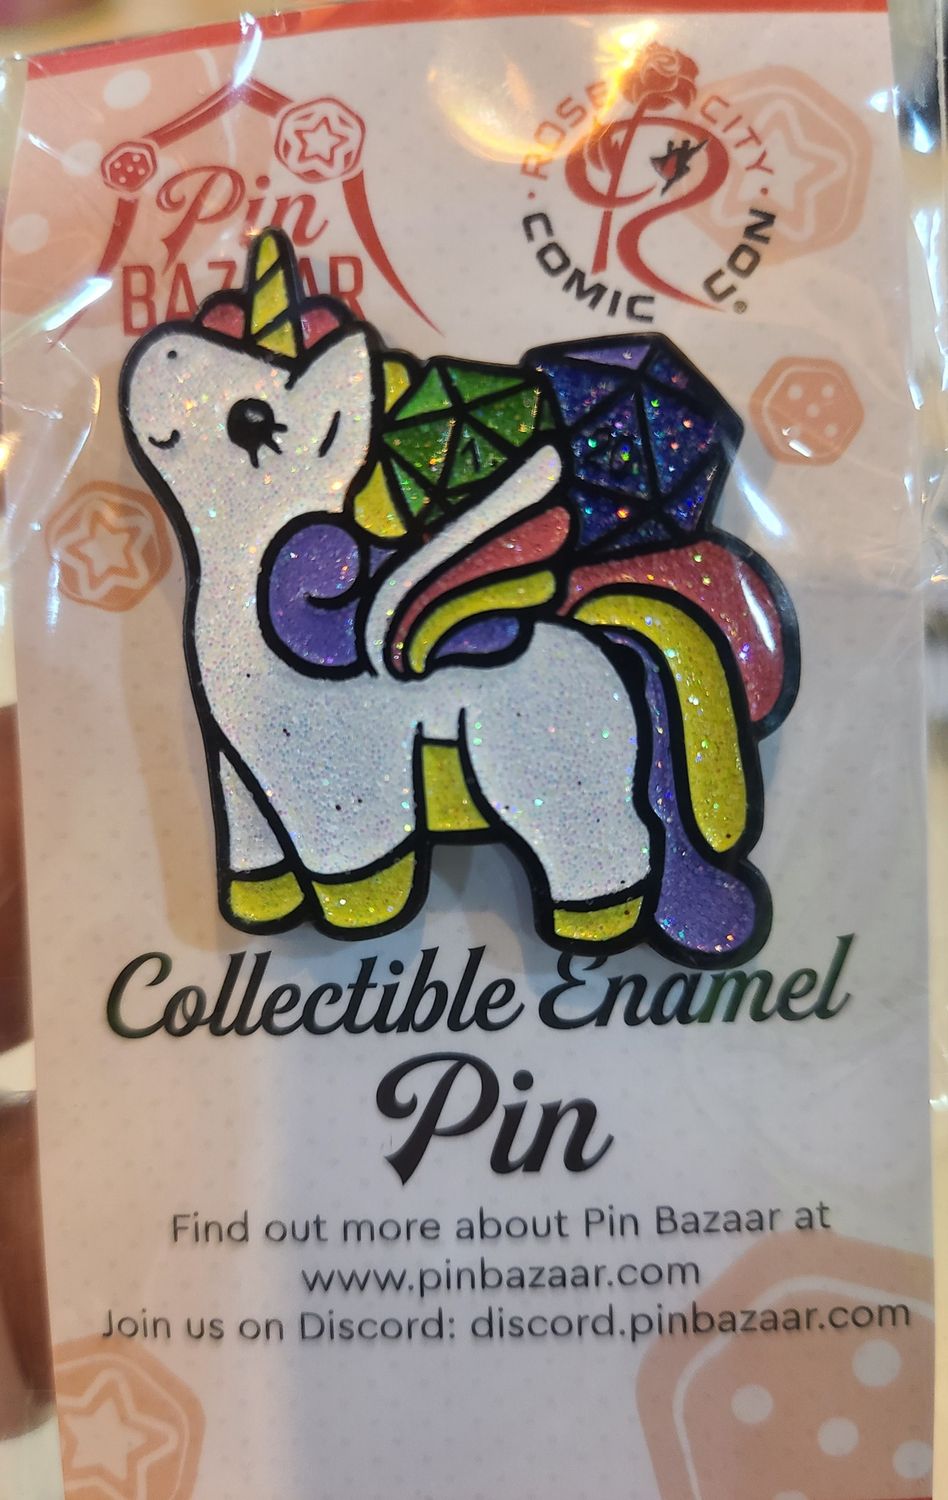 Pin
BAZAAR
ROSE CITY
COMIC CON®
Collectible Enamel
Pin
Find out more about Pin Bazaar at
www.pinbazaar.com
Join us on Discord: discord.pinbazaar.com